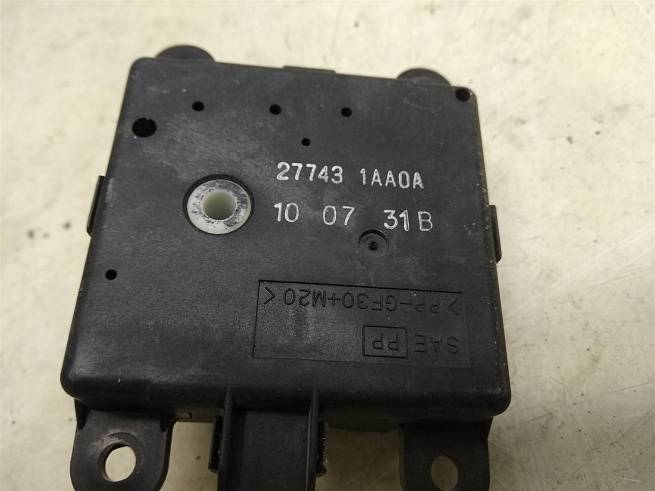 27743 1AA0A
10 07 31B
SAE PP
>PP-GF30+M20<